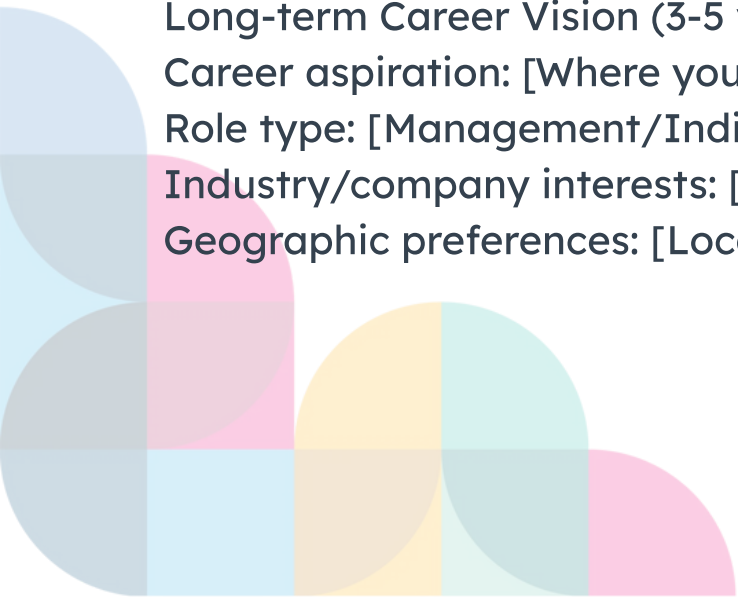 Long-term Career Vision (3-5
Career aspiration: [Where you
Role type: [Management/Indi
Industry/company interests: [
Geographic preferences: [Loc